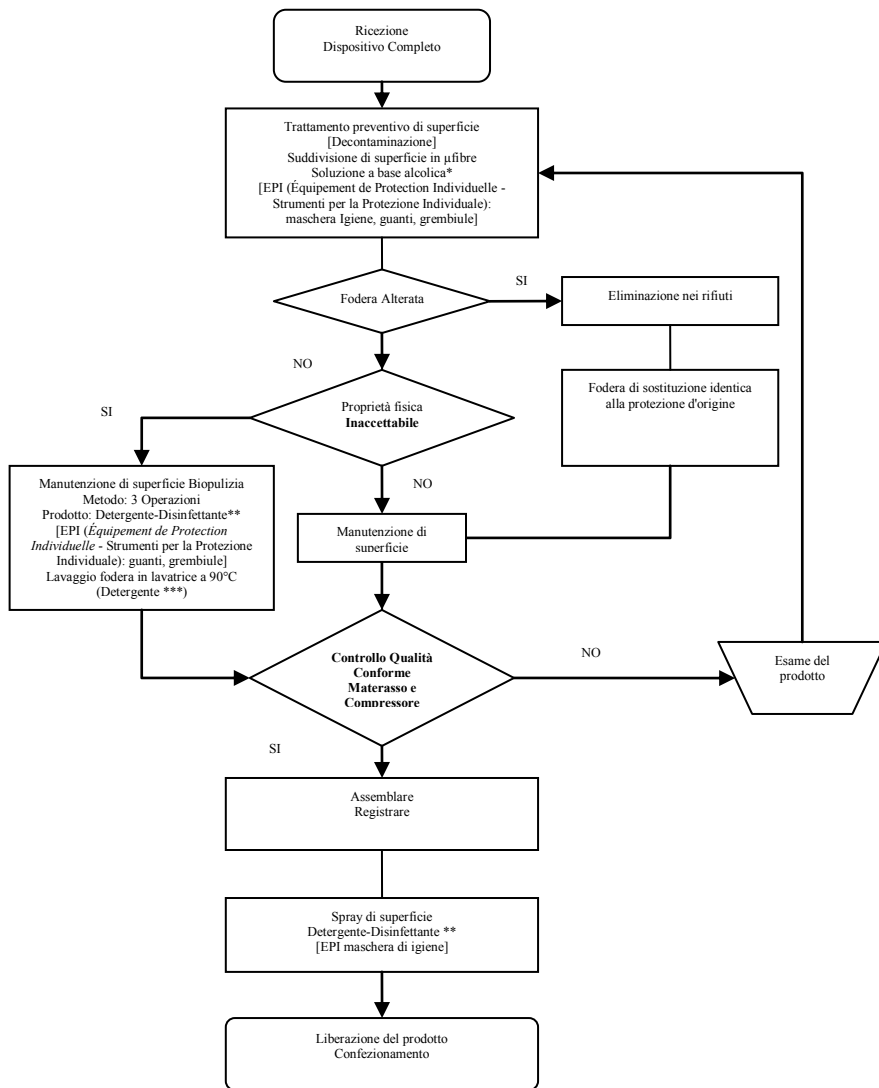 Ricezione
Dispositivo Completo
Trattamento preventivo di superficie
[Decontaminazione]
Suddivisione di superficie in µfibre
Soluzione a base alcolica*
[EPI (Équipement de Protection Individuelle -
Strumenti per la Protezione Individuale):
maschera Igiene, guanti, grembiule]
Fodera Alterata
SI
Eliminazione nei rifiuti
NO
Fodera di sostituzione identica
alla protezione d'origine
Proprietà fisica
Inaccettabile
SI
Manutenzione di superficie Biopulizia
Metodo: 3 Operazioni
Prodotto: Detergente-Disinfettante**
[EPI (Équipement de Protection
Individuelle - Strumenti per la Protezione
Individuale): guanti, grembiule]
Lavaggio fodera in lavatrice a 90°C
(Detergente ***)
NO
Manutenzione di
superficie
Controllo Qualità
Conforme
Materasso e
Compressore
NO
Esame del
prodotto
SI
Assemblare
Registrare
Spray di superficie
Detergente-Disinfettante **
[EPI maschera di igiene]
Liberazione del prodotto
Confezionamento